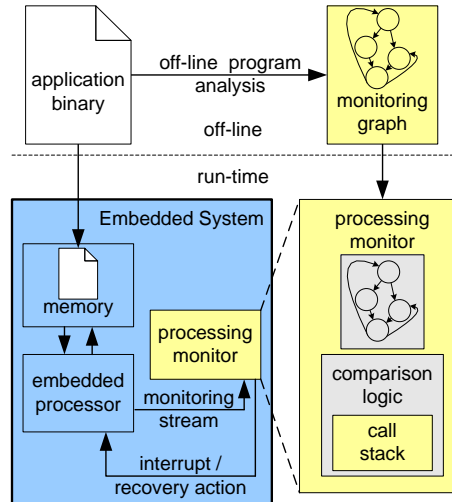 application
binary
off-line program
analysis
monitoring
graph
off-line
run-time
Embedded System
memory
embedded
processor
processing
monitor
monitoring
stream
interrupt /
recovery action
processing
monitor
comparison
logic
call
stack